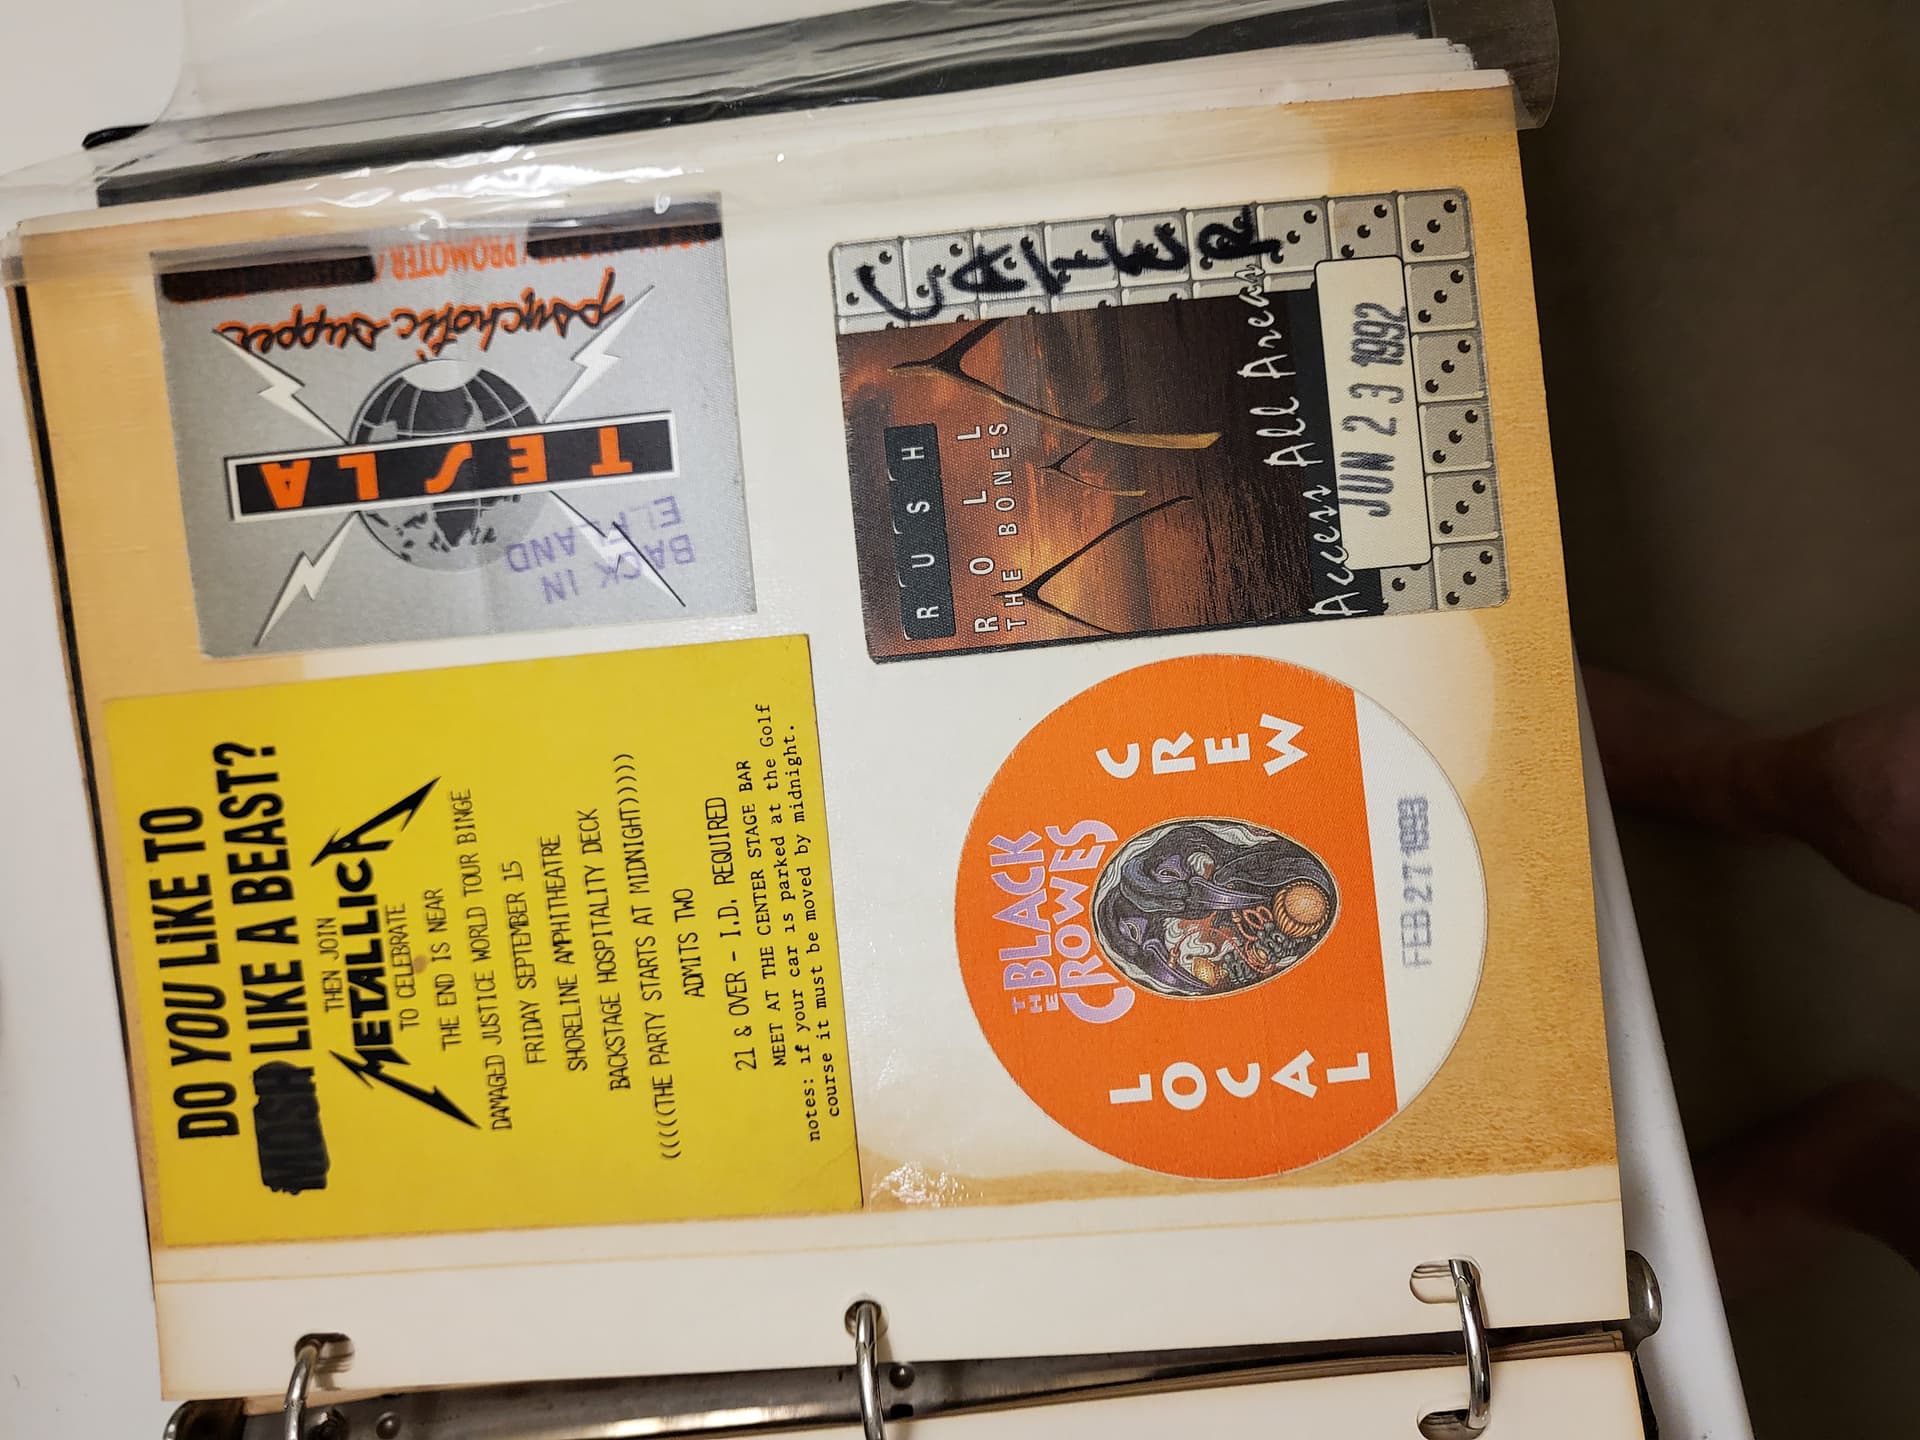 DO YOU LIKE TO
MOSH LIKE A BEAST?
THEN JOIN
METALLICA
TO CELEBRATE
THE END IS NEAR
DAMAGED JUSTICE WORLD TOUR BINGE
FRIDAY SEPTEMBER 15
SHORELINE AMPHITHEATRE
BACKSTAGE HOSPITALITY DECK
(((((THE PARTY STARTS AT MIDNIGHT)))))
ADMITS TWO
21 & OVER - I.D. REQUIRED
MEET AT THE CENTER STAGE BAR
notes: if your car is parked at the Golf
course it must be moved by midnight.
BACK IN
ELF LAND
TESLA
psychotic supper
/ PROMOTER /
THE BLACK
CROWES
LOCAL
CREW
FEB 27 1993
RUSH
ROLL
THE BONES
Access All Areas
JUN 23 1992